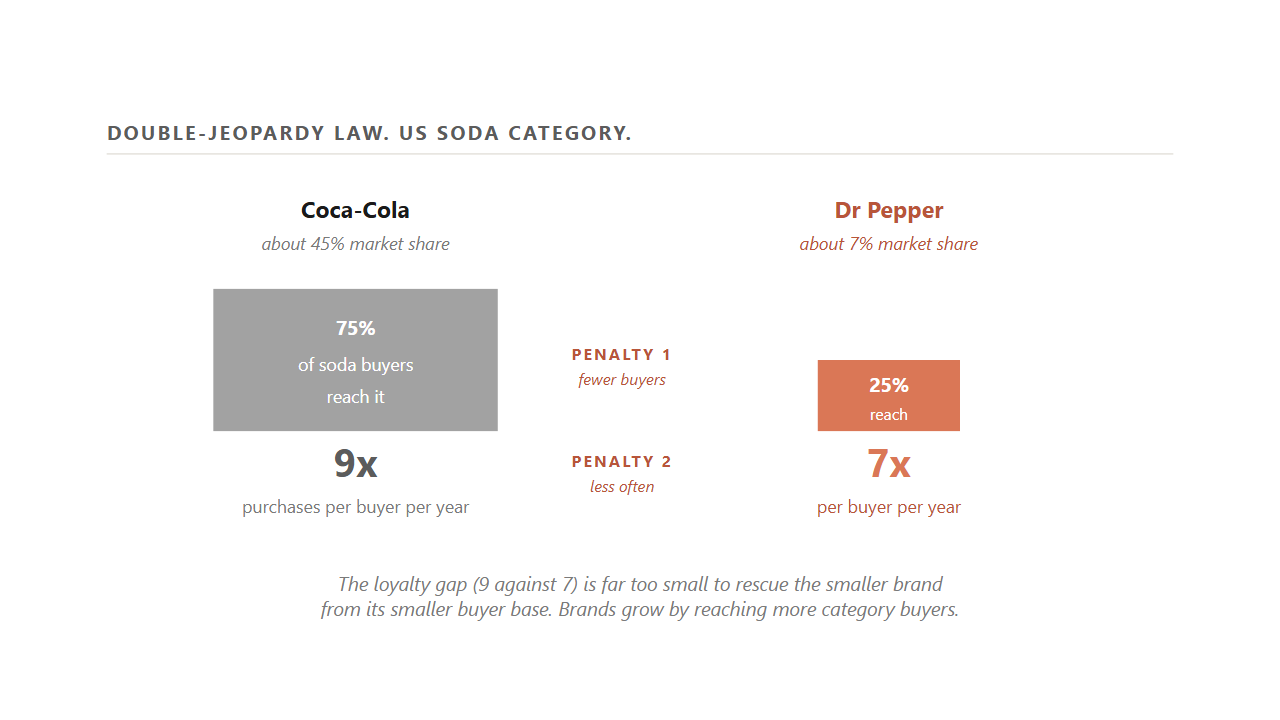 DOUBLE-JEOPARDY LAW. US SODA CATEGORY.
Coca-Cola
about 45% market share
75%
of soda buyers
reach it
9x
purchases per buyer per year
PENALTY 1
fewer buyers
PENALTY 2
less often
Dr Pepper
about 7% market share
25%
reach
7x
per buyer per year
The loyalty gap (9 against 7) is far too small to rescue the smaller brand
from its smaller buyer base. Brands grow by reaching more category buyers.